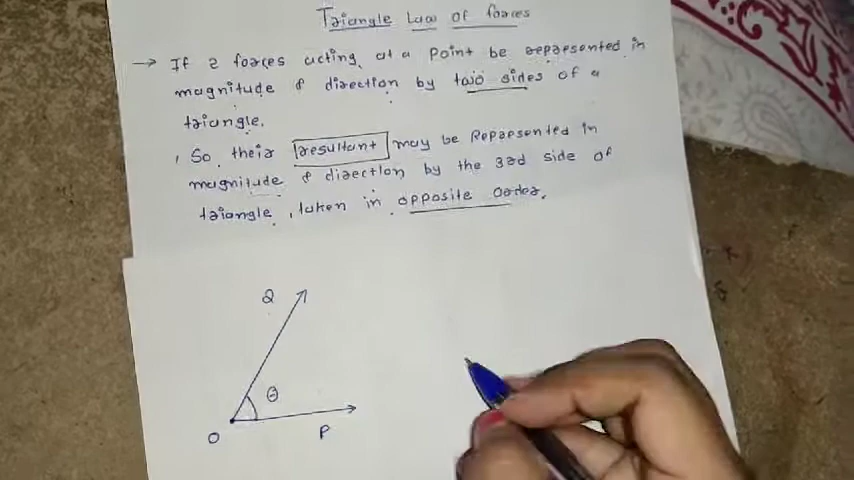 Triangle Law of forces
→ If 2 forces acting at a point be represented in
magnitude & direction by two sides of a
triangle.
So their resultant may be Represented in
magnitude & direction by the 3rd side of
triangle, taken in opposite order.
Q
θ
O
P